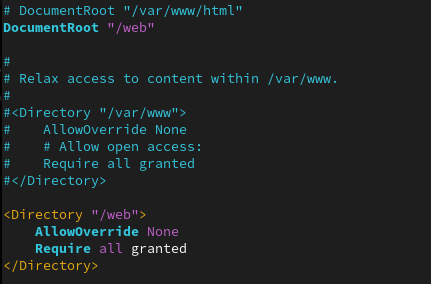 # DocumentRoot "/var/www/html"
DocumentRoot "/web"
#
# Relax access to content within /var/www.
#
#<Directory "/var/www">
#    AllowOverride None
#    # Allow open access:
#    Require all granted
#</Directory>
<Directory "/web">
    AllowOverride None
    Require all granted
</Directory>